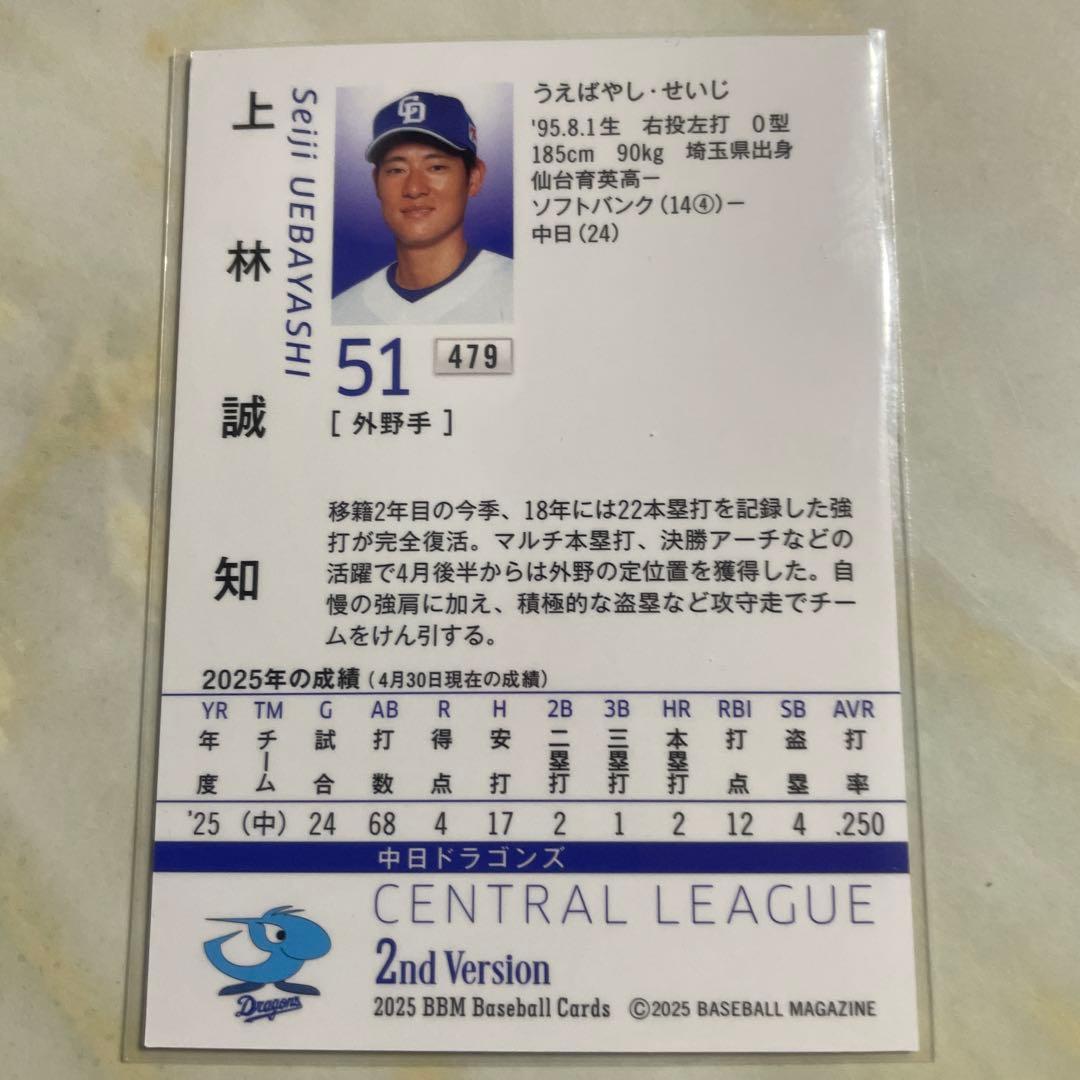 上林誠知
Seiji UEBAYASHI
CD
うえばやし・せいじ
'95.8.1生 右投左打 O型
185cm 90kg 埼玉県出身
仙台育英高ー
ソフトバンク(14④)ー
中日(24)
51
479
[ 外野手 ]
移籍2年目の今季、18年には22本塁打を記録した強
打が完全復活。マルチ本塁打、決勝アーチなどの
活躍で4月後半からは外野の定位置を獲得した。自
慢の強肩に加え、積極的な盗塁など攻守走でチー
ムをけん引する。
2025年の成績(4月30日現在の成績)
YR TM G AB R H 2B 3B HR RBI SB AVR
年度 チーム 試合 打数 得点 安打 二塁打 三塁打 本塁打 打点 盗塁 打率
'25 (中) 24 68 4 17 2 1 2 12 4 .250
中日ドラゴンズ
CENTRAL LEAGUE
2nd Version
Dragons
2025 BBM Baseball Cards ©2025 BASEBALL MAGAZINE